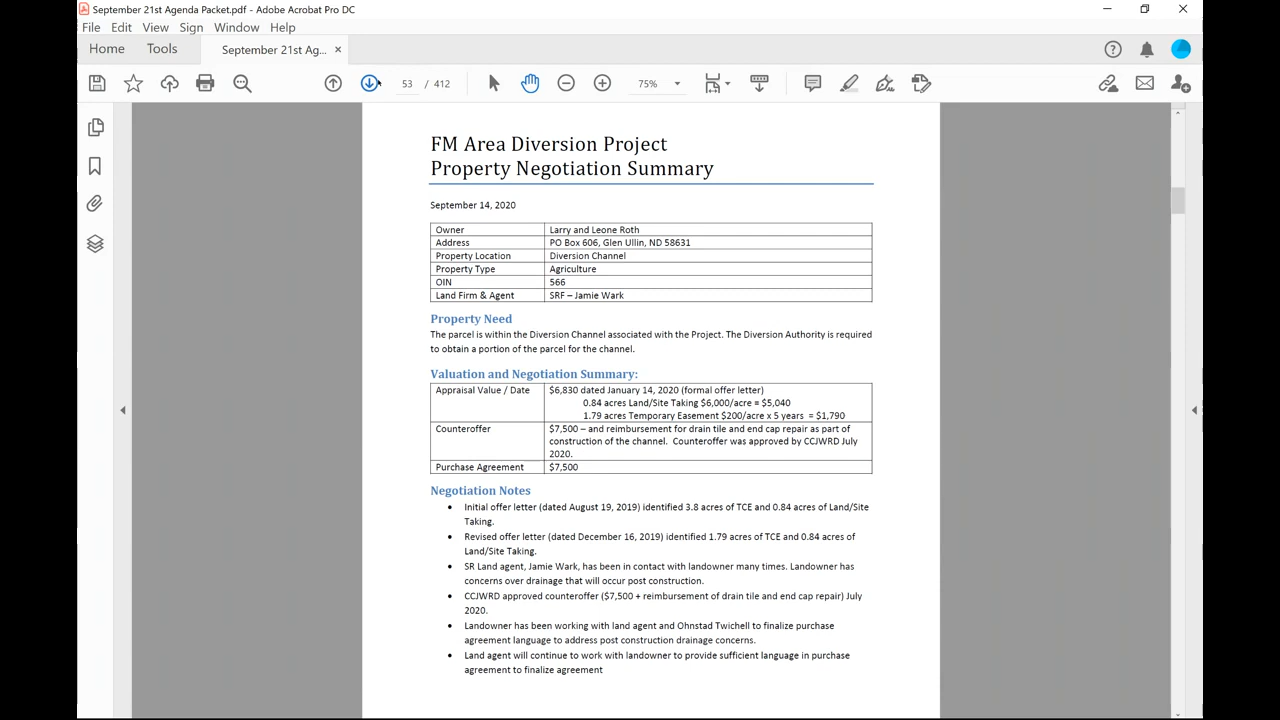 September 21st Agenda Packet.pdf - Adobe Acrobat Pro DC
File Edit View Sign Window Help
Home Tools September 21st Ag... ×
53 / 412 75%
FM Area Diversion Project
Property Negotiation Summary
September 14, 2020
Owner Larry and Leone Roth
Address PO Box 606, Glen Ullin, ND 58631
Property Location Diversion Channel
Property Type Agriculture
OIN 566
Land Firm & Agent SRF – Jamie Wark
Property Need
The parcel is within the Diversion Channel associated with the Project. The Diversion Authority is required
to obtain a portion of the parcel for the channel.
Valuation and Negotiation Summary:
Appraisal Value / Date $6,830 dated January 14, 2020 (formal offer letter)
0.84 acres Land/Site Taking $6,000/acre = $5,040
1.79 acres Temporary Easement $200/acre x 5 years = $1,790
Counteroffer $7,500 – and reimbursement for drain tile and end cap repair as part of
construction of the channel. Counteroffer was approved by CCJWRD July
2020.
Purchase Agreement $7,500
Negotiation Notes
• Initial offer letter (dated August 19, 2019) identified 3.8 acres of TCE and 0.84 acres of Land/Site
Taking.
• Revised offer letter (dated December 16, 2019) identified 1.79 acres of TCE and 0.84 acres of
Land/Site Taking.
• SR Land agent, Jamie Wark, has been in contact with landowner many times. Landowner has
concerns over drainage that will occur post construction.
• CCJWRD approved counteroffer ($7,500 + reimbursement of drain tile and end cap repair) July
2020.
• Landowner has been working with land agent and Ohnstad Twichell to finalize purchase
agreement language to address post construction drainage concerns.
• Land agent will continue to work with landowner to provide sufficient language in purchase
agreement to finalize agreement